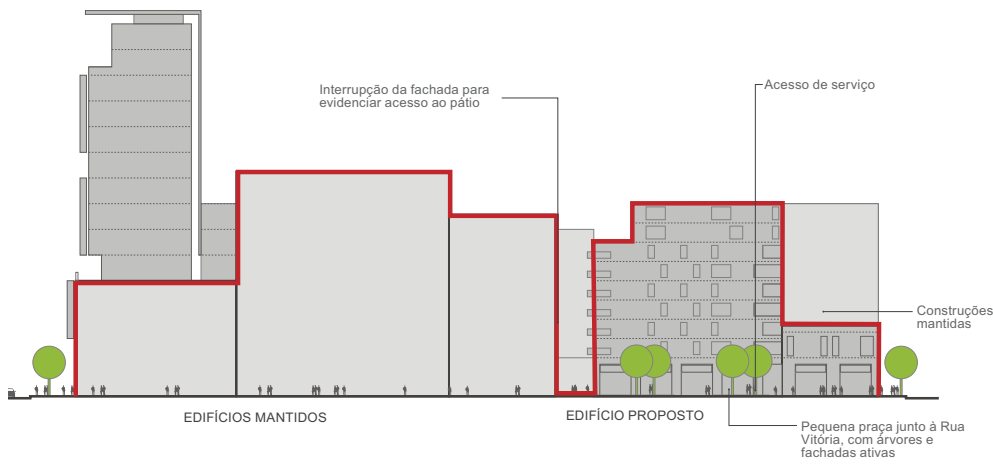 Interrupção da fachada para
evidenciar acesso ao pátio
Acesso de serviço
Construções
mantidas
EDIFÍCIOS MANTIDOS
EDIFÍCIO PROPOSTO
Pequena praça junto à Rua
Vitória, com árvores e
fachadas ativas